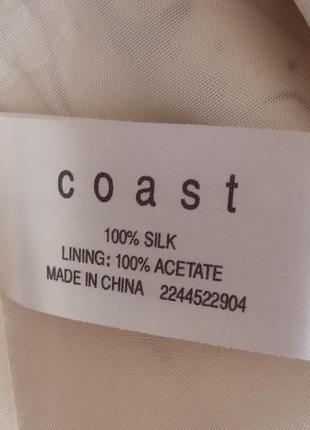 coast
100% SILK
LINING: 100% ACETATE
MADE IN CHINA 2244522904